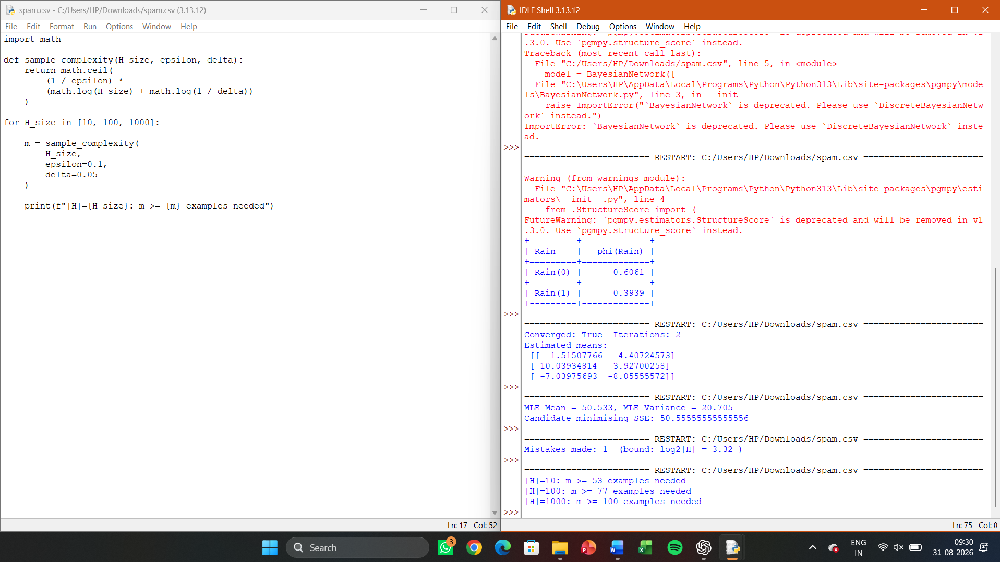 spam.csv - C:/Users/HP/Downloads/spam.csv (3.13.12)
File Edit Format Run Options Window Help
import math
def sample_complexity(H_size, epsilon, delta):
    return math.ceil(
        (1 / epsilon) *
        (math.log(H_size) + math.log(1 / delta))
    )
for H_size in [10, 100, 1000]:
    m = sample_complexity(
        H_size,
        epsilon=0.1,
        delta=0.05
    )
    print(f"|H|={H_size}: m >= {m} examples needed")
Ln: 17 Col: 52
IDLE Shell 3.13.12
File Edit Shell Debug Options Window Help
FutureWarning: `pgmpy.estimators.StructureScore` is deprecated and will be removed in v1
.3.0. Use `pgmpy.structure_score` instead.
Traceback (most recent call last):
  File "C:/Users/HP/Downloads/spam.csv", line 5, in <module>
    model = BayesianNetwork([
  File "C:\Users\HP\AppData\Local\Programs\Python\Python313\Lib\site-packages\pgmpy\mode
ls\BayesianNetwork.py", line 3, in __init__
    raise ImportError("`BayesianNetwork` is deprecated. Please use `DiscreteBayesianNetw
ork` instead.")
ImportError: `BayesianNetwork` is deprecated. Please use `DiscreteBayesianNetwork` inste
ad.
>>>
======================== RESTART: C:/Users/HP/Downloads/spam.csv =======================
Warning (from warnings module):
  File "C:\Users\HP\AppData\Local\Programs\Python\Python313\Lib\site-packages\pgmpy\esti
mators\__init__.py", line 4
    from .StructureScore import (
FutureWarning: `pgmpy.estimators.StructureScore` is deprecated and will be removed in v1
.3.0. Use `pgmpy.structure_score` instead.
+---------+-------------+
| Rain    |   phi(Rain) |
+=========+=============+
| Rain(0) |      0.6061 |
+---------+-------------+
| Rain(1) |      0.3939 |
+---------+-------------+
>>>
======================== RESTART: C:/Users/HP/Downloads/spam.csv =======================
Converged: True  Iterations: 2
Estimated means:
 [[ -1.51507766   4.40724573]
 [-10.03934814  -3.92700258]
 [ -7.03975693  -8.05555572]]
>>>
======================== RESTART: C:/Users/HP/Downloads/spam.csv =======================
MLE Mean = 50.533, MLE Variance = 20.705
Candidate minimising SSE: 50.55555555555556
>>>
======================== RESTART: C:/Users/HP/Downloads/spam.csv =======================
Mistakes made: 1  (bound: log2|H| = 3.32 )
>>>
======================== RESTART: C:/Users/HP/Downloads/spam.csv =======================
|H|=10: m >= 53 examples needed
|H|=100: m >= 77 examples needed
|H|=1000: m >= 100 examples needed
>>>
Ln: 75 Col: 0
Search
3
ENG
IN
09:30
31-08-2026